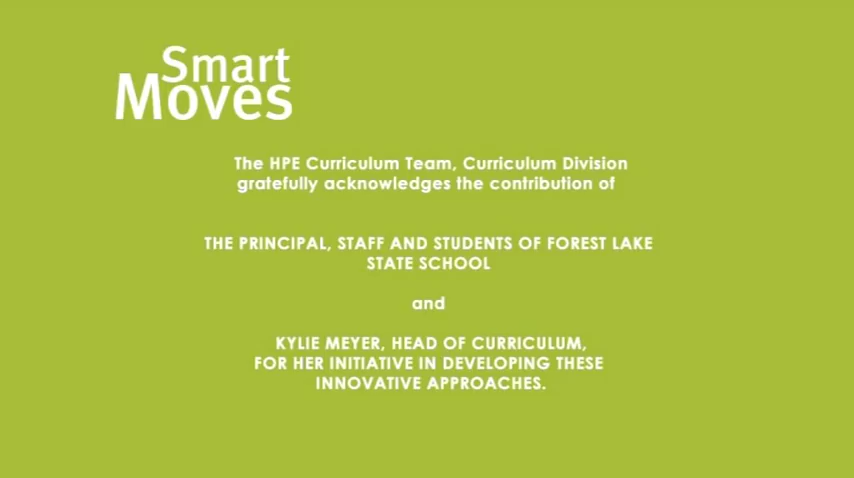 Smart
Moves
The HPE Curriculum Team, Curriculum Division
gratefully acknowledges the contribution of
THE PRINCIPAL, STAFF AND STUDENTS OF FOREST LAKE
STATE SCHOOL
and
KYLIE MEYER, HEAD OF CURRICULUM,
FOR HER INITIATIVE IN DEVELOPING THESE
INNOVATIVE APPROACHES.